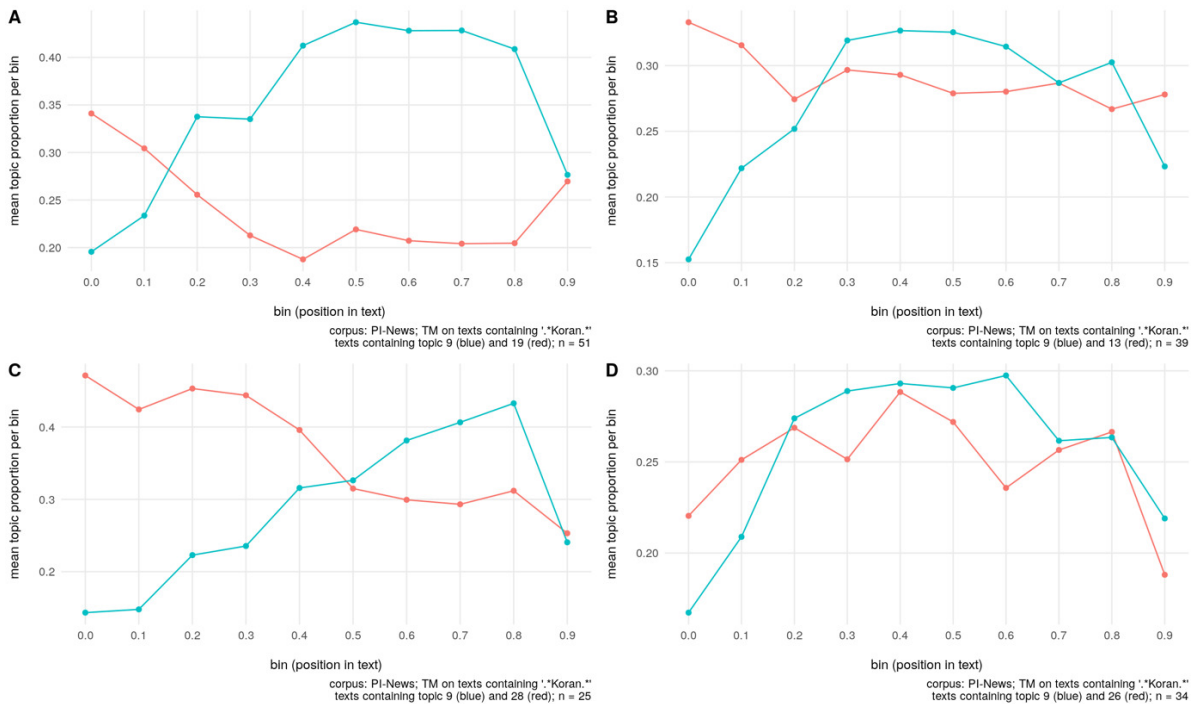 A
mean topic proportion per bin
0.40
0.35
0.30
0.25
0.20
0.0 0.1 0.2 0.3 0.4 0.5 0.6 0.7 0.8 0.9
bin (position in text)
corpus: PI-News; TM on texts containing '.*Koran.*'
texts containing topic 9 (blue) and 19 (red); n = 51
B
mean topic proportion per bin
0.30
0.25
0.20
0.15
0.0 0.1 0.2 0.3 0.4 0.5 0.6 0.7 0.8 0.9
bin (position in text)
corpus: PI-News; TM on texts containing '.*Koran.*'
texts containing topic 9 (blue) and 13 (red); n = 39
C
mean topic proportion per bin
0.4
0.3
0.2
0.0 0.1 0.2 0.3 0.4 0.5 0.6 0.7 0.8 0.9
bin (position in text)
corpus: PI-News; TM on texts containing '.*Koran.*'
texts containing topic 9 (blue) and 28 (red); n = 25
D
mean topic proportion per bin
0.30
0.25
0.20
0.0 0.1 0.2 0.3 0.4 0.5 0.6 0.7 0.8 0.9
bin (position in text)
corpus: PI-News; TM on texts containing '.*Koran.*'
texts containing topic 9 (blue) and 26 (red); n = 34